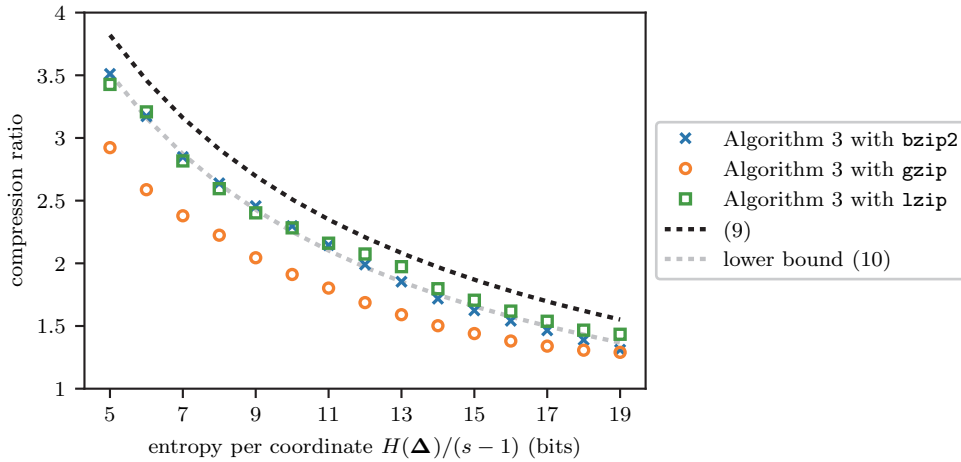 4
3.5
3
2.5
2
1.5
1
compression ratio
5 7 9 11 13 15 17 19
entropy per coordinate H(Δ)/(s − 1) (bits)
Algorithm 3 with bzip2
Algorithm 3 with gzip
Algorithm 3 with lzip
(9)
lower bound (10)